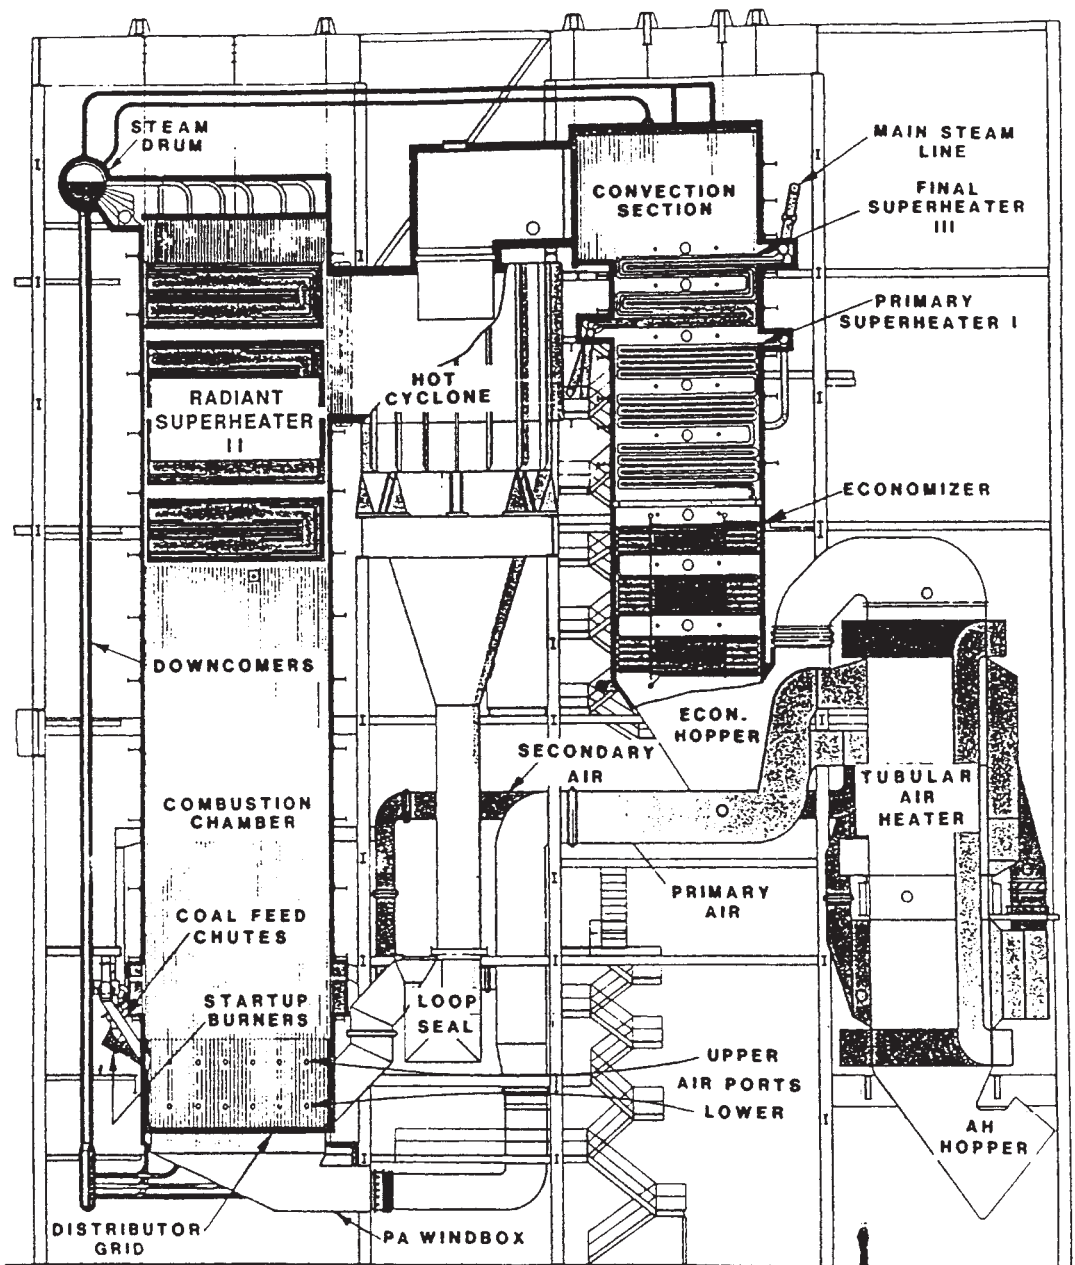 STEAM
DRUM
MAIN STEAM
LINE
CONVECTION
SECTION
FINAL
SUPERHEATER
III
PRIMARY
SUPERHEATER I
HOT
CYCLONE
RADIANT
SUPERHEATER
II
ECONOMIZER
DOWNCOMERS
ECON.
HOPPER
SECONDARY
AIR
TUBULAR
AIR
HEATER
COMBUSTION
CHAMBER
PRIMARY
AIR
COAL FEED
CHUTES
STARTUP
BURNERS
LOOP
SEAL
UPPER
AIR PORTS
LOWER
AH
HOPPER
DISTRIBUTOR
GRID
PA WINDBOX